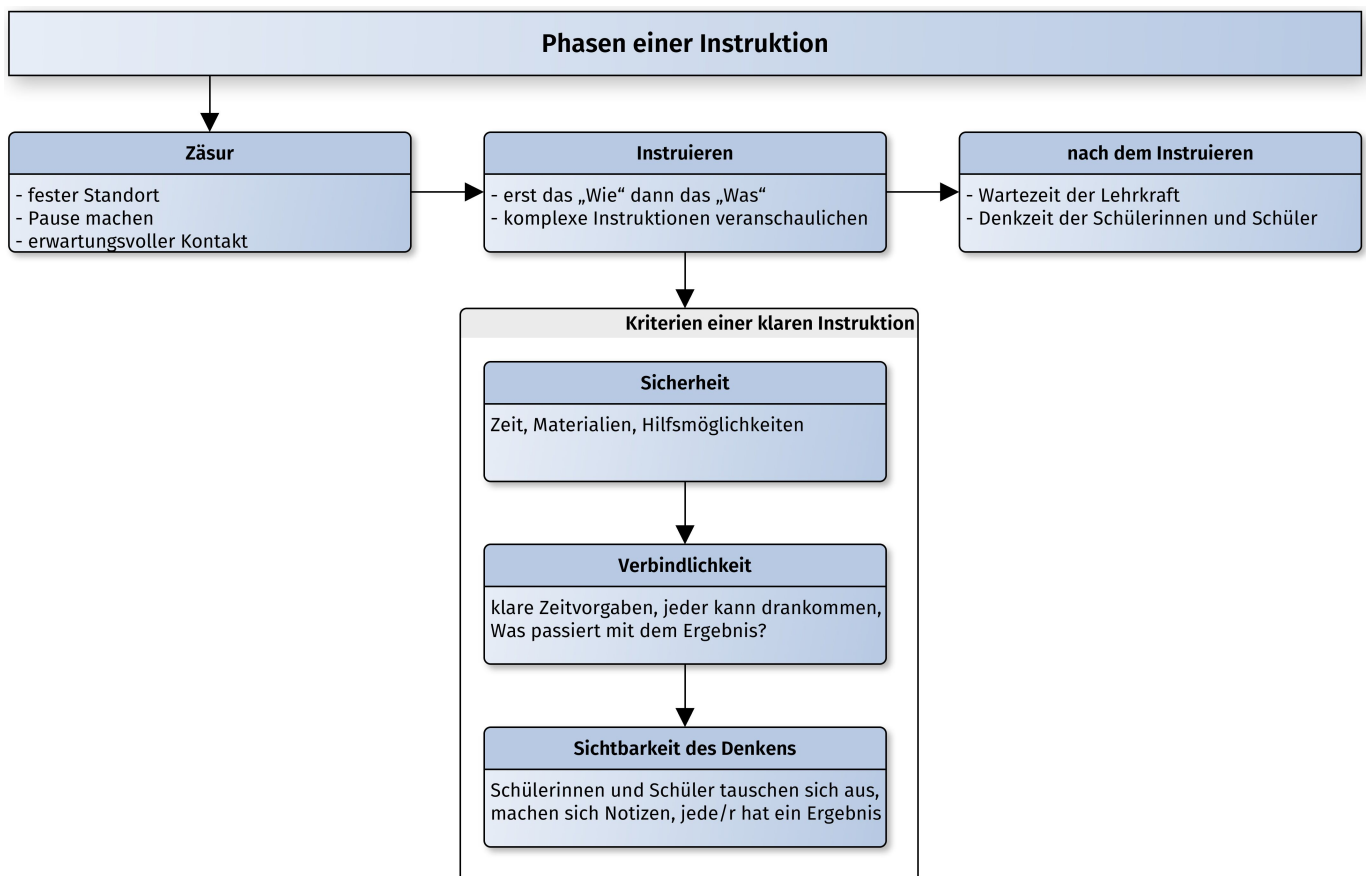 Phasen einer Instruktion
Zäsur
- fester Standort
- Pause machen
- erwartungsvoller Kontakt
Instruieren
- erst das „Wie“ dann das „Was“
- komplexe Instruktionen veranschaulichen
nach dem Instruieren
- Wartezeit der Lehrkraft
- Denkzeit der Schülerinnen und Schüler
Kriterien einer klaren Instruktion
Sicherheit
Zeit, Materialien, Hilfsmöglichkeiten
Verbindlichkeit
klare Zeitvorgaben, jeder kann drankommen,
Was passiert mit dem Ergebnis?
Sichtbarkeit des Denkens
Schülerinnen und Schüler tauschen sich aus,
machen sich Notizen, jede/r hat ein Ergebnis